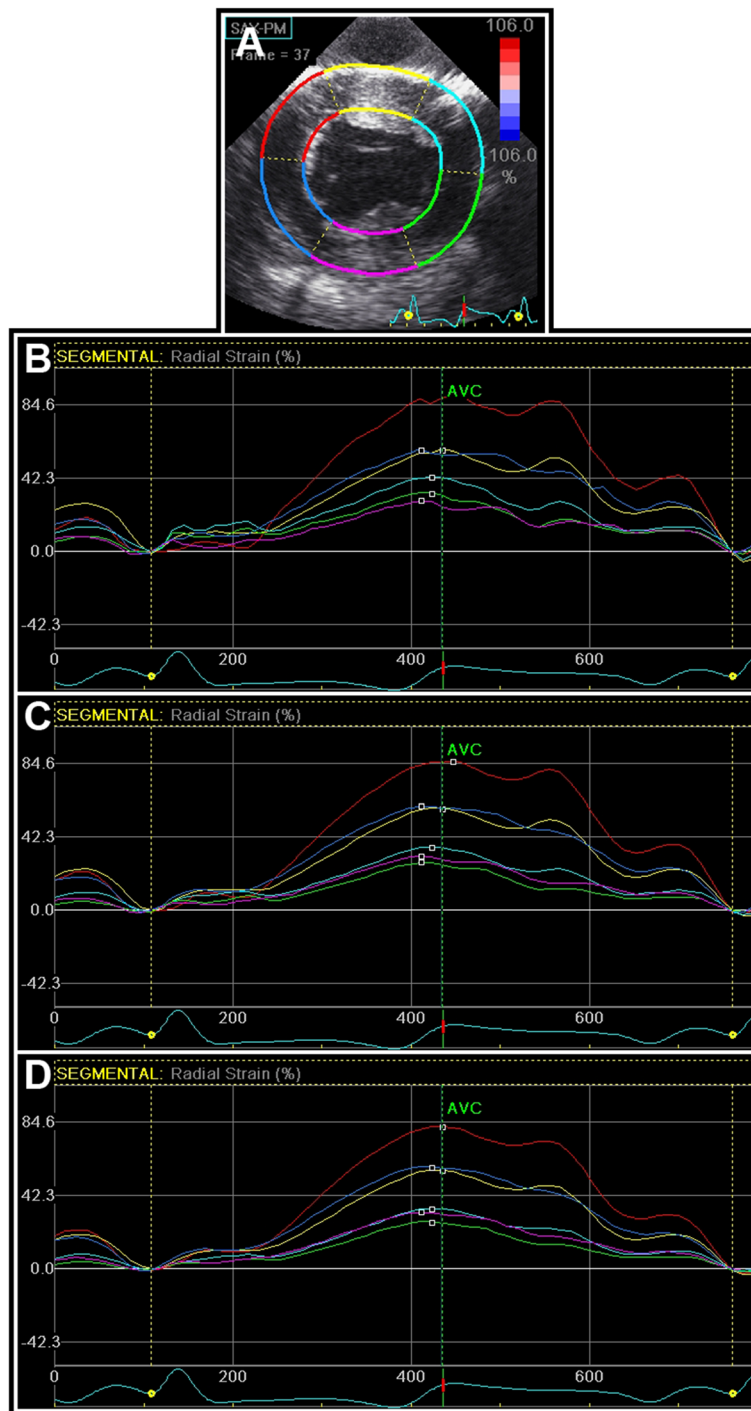 SAX-PM
A
Frame = 37
106.0
106.0
%
B
SEGMENTAL: Radial Strain (%)
AVC
84.6
42.3
0.0
-42.3
0 200 400 600
C
SEGMENTAL: Radial Strain (%)
AVC
84.6
42.3
0.0
-42.3
0 200 400 600
D
SEGMENTAL: Radial Strain (%)
AVC
84.6
42.3
0.0
-42.3
0 200 400 600